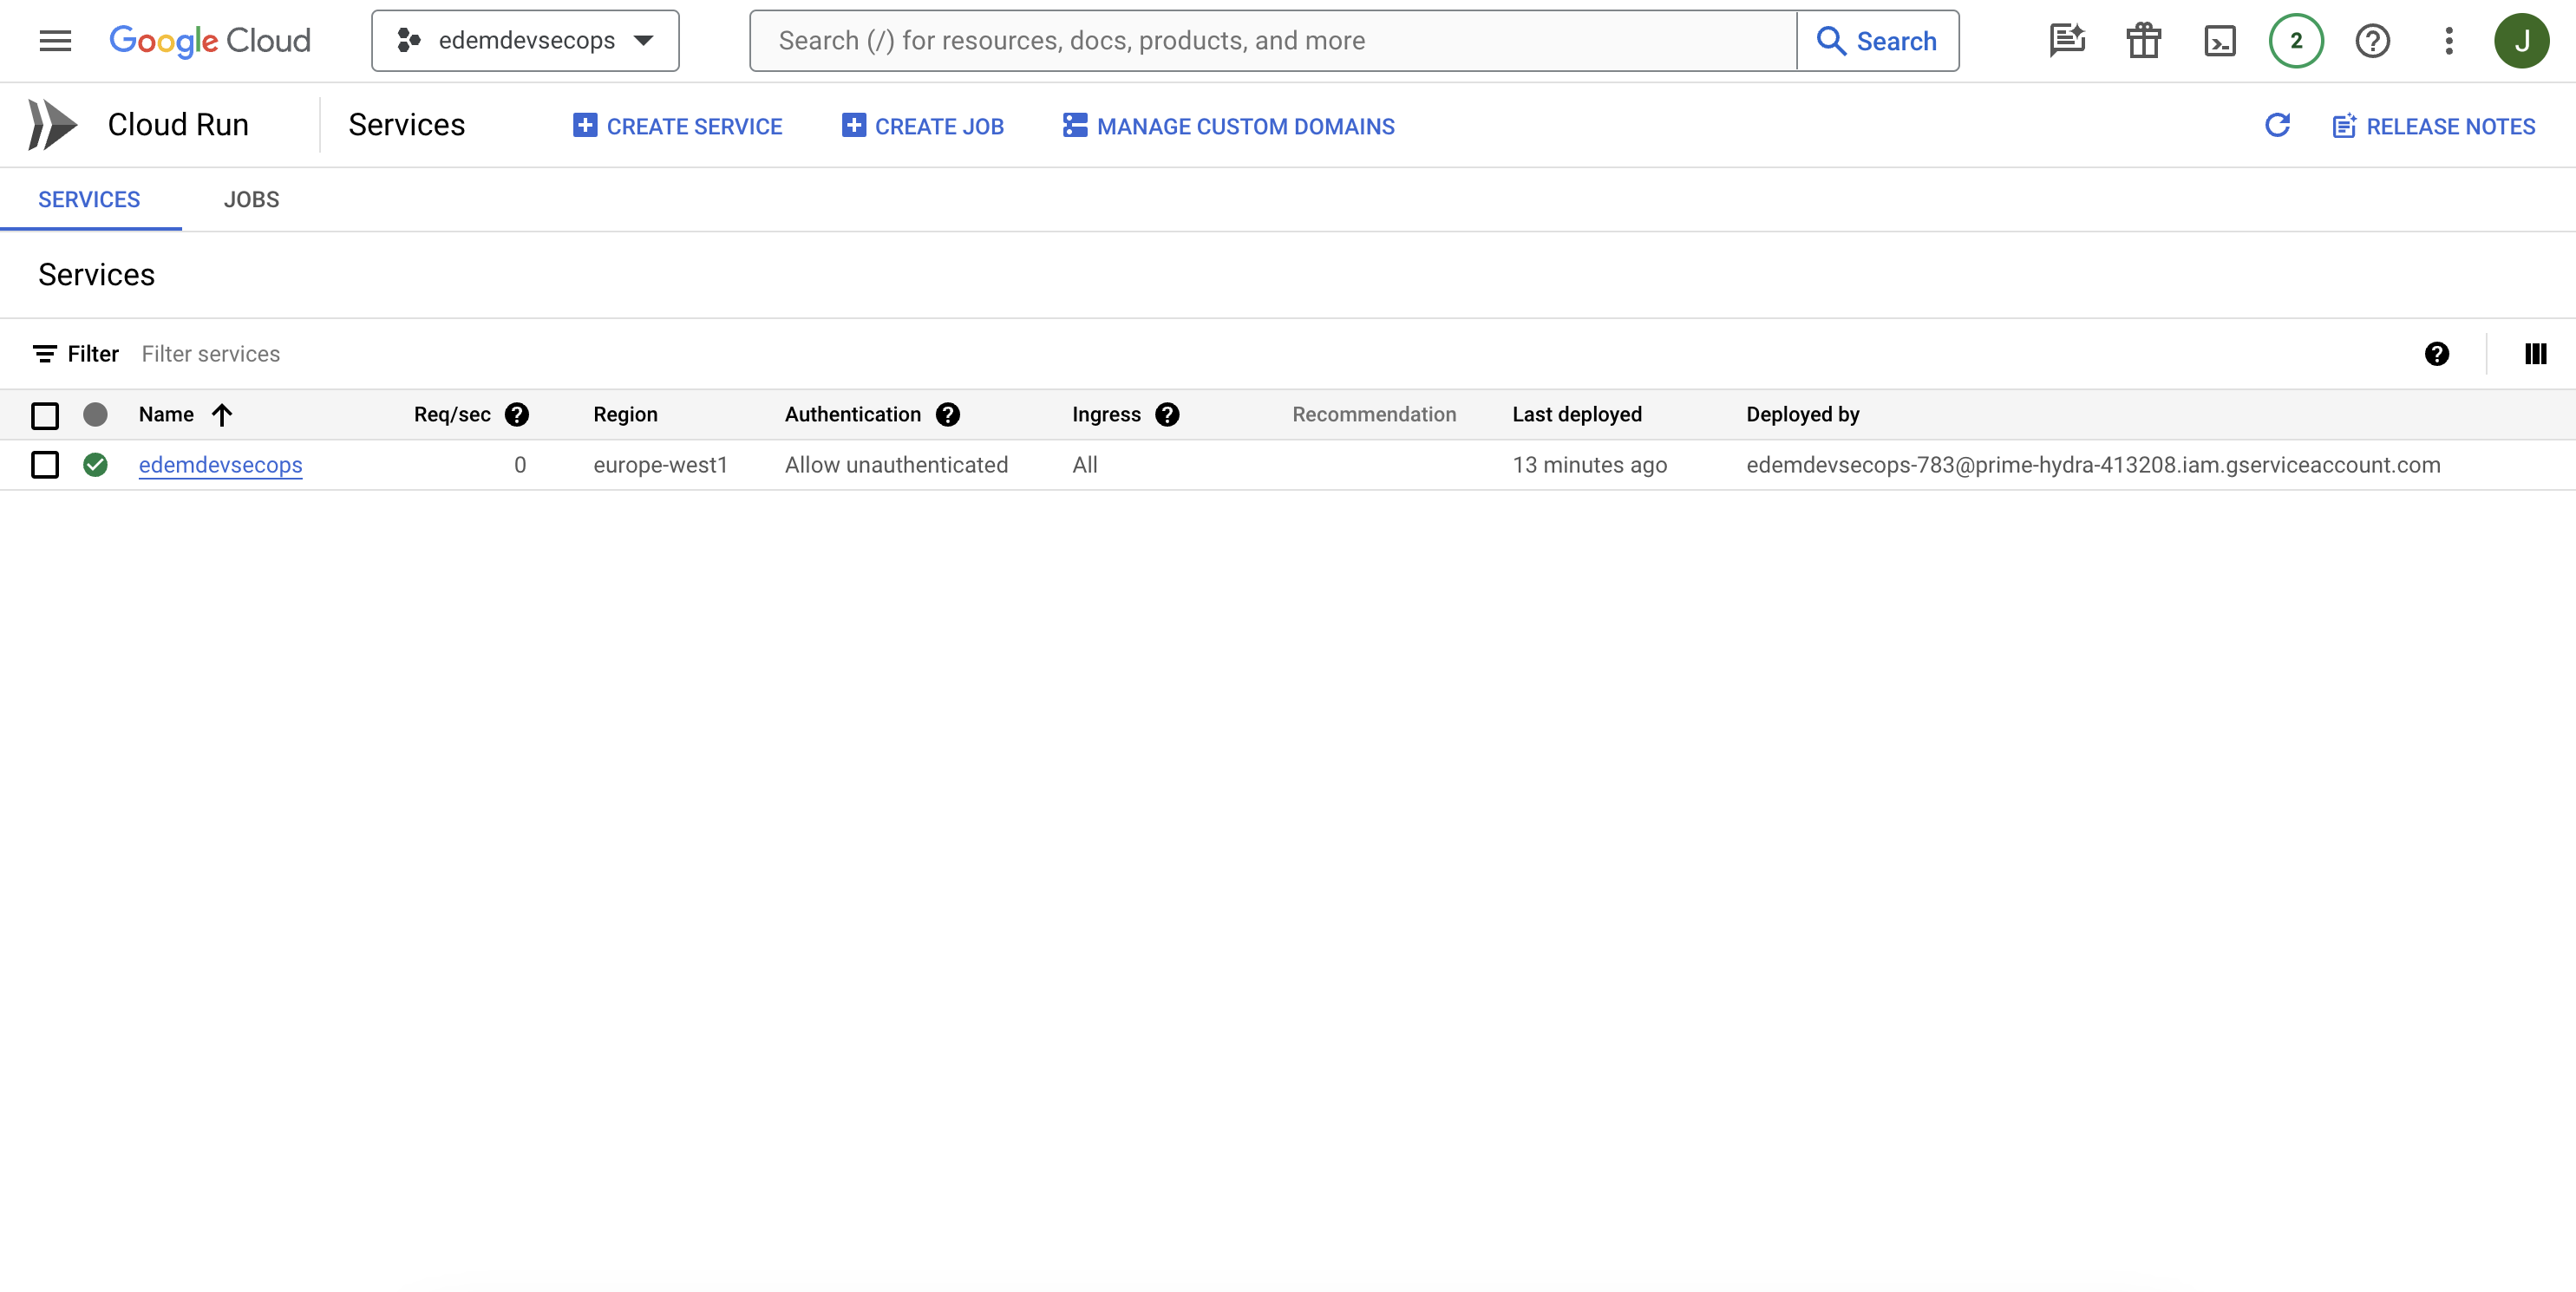 Google Cloud edemdevsecops Search (/) for resources, docs, products, and more Search 2 J
Cloud Run Services CREATE SERVICE CREATE JOB MANAGE CUSTOM DOMAINS RELEASE NOTES
SERVICES JOBS
Services
Filter Filter services
Name Req/sec Region Authentication Ingress Recommendation Last deployed Deployed by
edemdevsecops 0 europe-west1 Allow unauthenticated All 13 minutes ago edemdevsecops-783@prime-hydra-413208.iam.gserviceaccount.com